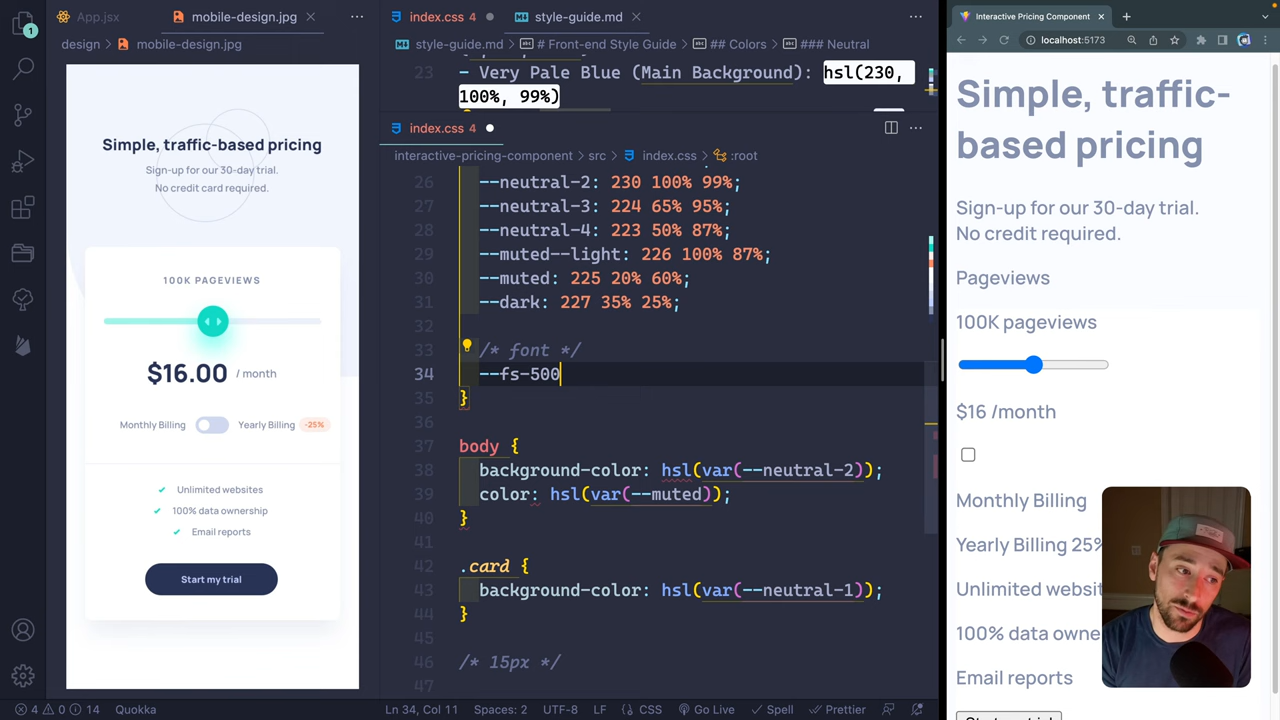 App.jsx
mobile-design.jpg
design > mobile-design.jpg
1
Simple, traffic-based pricing
Sign-up for our 30-day trial.
No credit card required.
100K PAGEVIEWS
$16.00 / month
Monthly Billing
Yearly Billing
-25%
Unlimited websites
100% data ownership
Email reports
Start my trial
index.css 4
style-guide.md
style-guide.md > # Front-end Style Guide > ## Colors > ### Neutral
23 - Very Pale Blue (Main Background): hsl(230,
100%, 99%)
index.css 4
interactive-pricing-component > src > index.css > :root
26 --neutral-2: 230 100% 99%;
27 --neutral-3: 224 65% 95%;
28 --neutral-4: 223 50% 87%;
29 --muted--light: 226 100% 87%;
30 --muted: 225 20% 60%;
31 --dark: 227 35% 25%;
32
33 /* font */
34 --fs-500
35 }
36
37 body {
38 background-color: hsl(var(--neutral-2));
39 color: hsl(var(--muted));
40 }
41
42 .card {
43 background-color: hsl(var(--neutral-1));
44 }
45
46 /* 15px */
47
4 0 14 Quokka
Ln 34, Col 11 Spaces: 2 UTF-8 LF {} CSS Go Live Spell Prettier
Interactive Pricing Component
localhost:5173
Simple, traffic-
based pricing
Sign-up for our 30-day trial.
No credit required.
Pageviews
100K pageviews
$16 /month
Monthly Billing
Yearly Billing 25%
Unlimited websit
100% data owne
Email reports